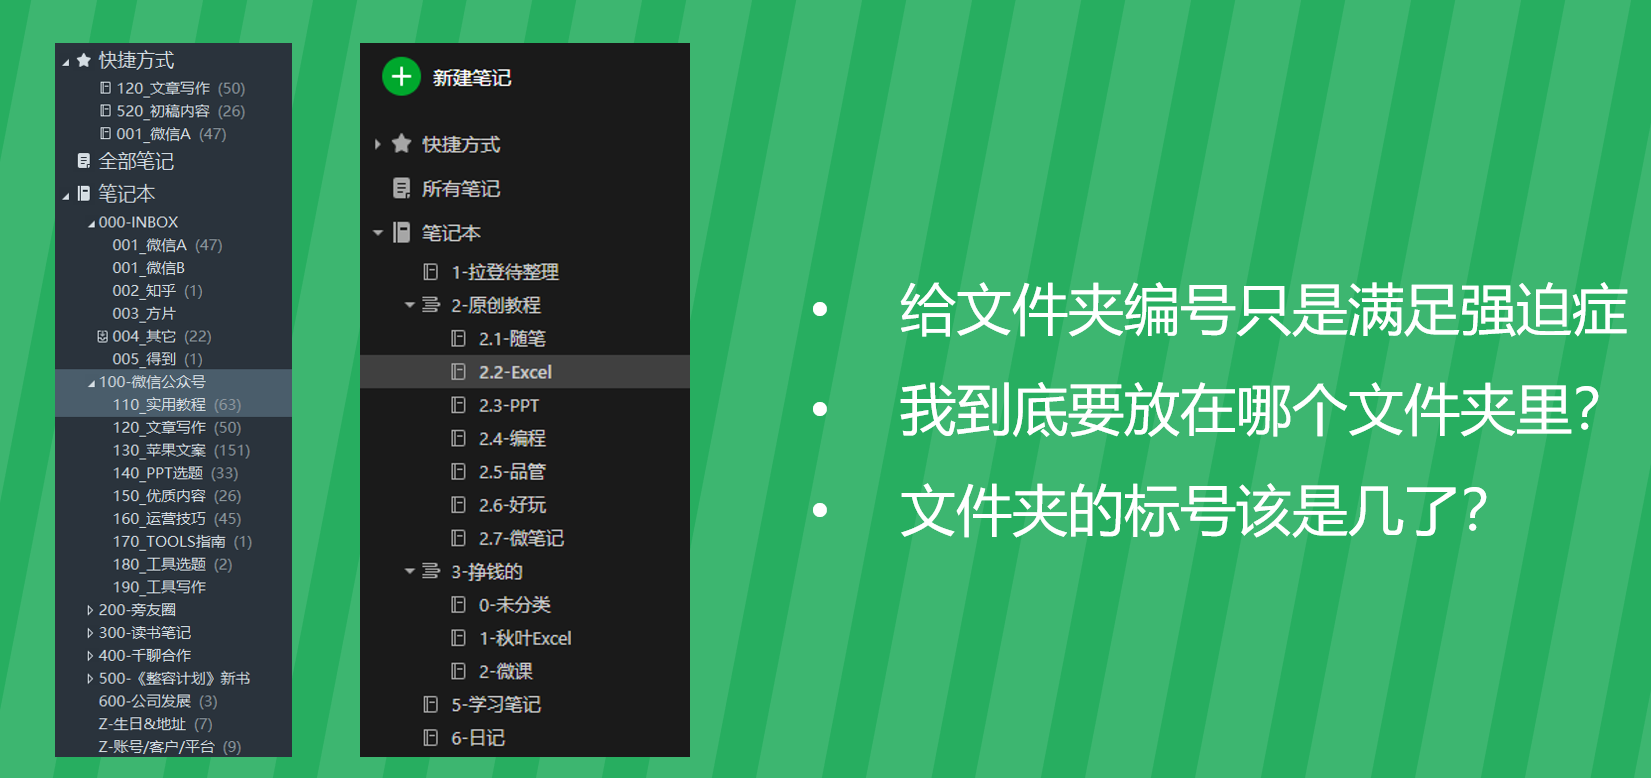 快捷方式
120_文章写作 (50)
520_初稿内容 (26)
001_微信A (47)
全部笔记
笔记本
000-INBOX
001_微信A (47)
001_微信B
002_知乎 (1)
003_方片
004_其它 (22)
005_得到 (1)
100-微信公众号
110_实用教程 (63)
120_文章写作 (50)
130_苹果文案 (151)
140_PPT选题 (33)
150_优质内容 (26)
160_运营技巧 (45)
170_TOOLS指南 (1)
180_工具选题 (2)
190_工具写作
200-旁友圈
300-读书笔记
400-千聊合作
500-《整容计划》新书
600-公司发展 (3)
Z-生日&地址 (7)
Z-账号/客户/平台 (9)
新建笔记
快捷方式
所有笔记
笔记本
1-拉登待整理
2-原创教程
2.1-随笔
2.2-Excel
2.3-PPT
2.4-编程
2.5-品管
2.6-好玩
2.7-微笔记
3-挣钱的
0-未分类
1-秋叶Excel
2-微课
5-学习笔记
6-日记
• 给文件夹编号只是满足强迫症
• 我到底要放在哪个文件夹里？
• 文件夹的标号该是几了？